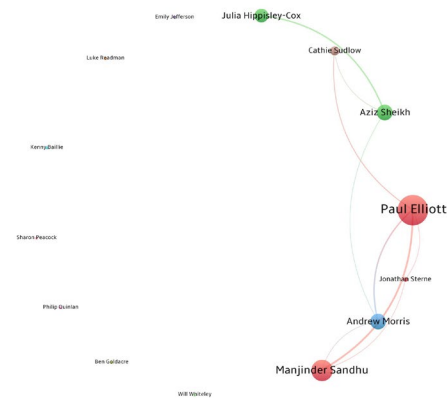 Emily Jefferson
Julia Hippisley-Cox
Cathie Sudlow
Luke Readman
Aziz Sheikh
Kenny Baillie
Paul Elliott
Sharon Peacock
Jonathan Sterne
Philip Quinlan
Andrew Morris
Ben Goldacre
Manjinder Sandhu
Will Whiteley